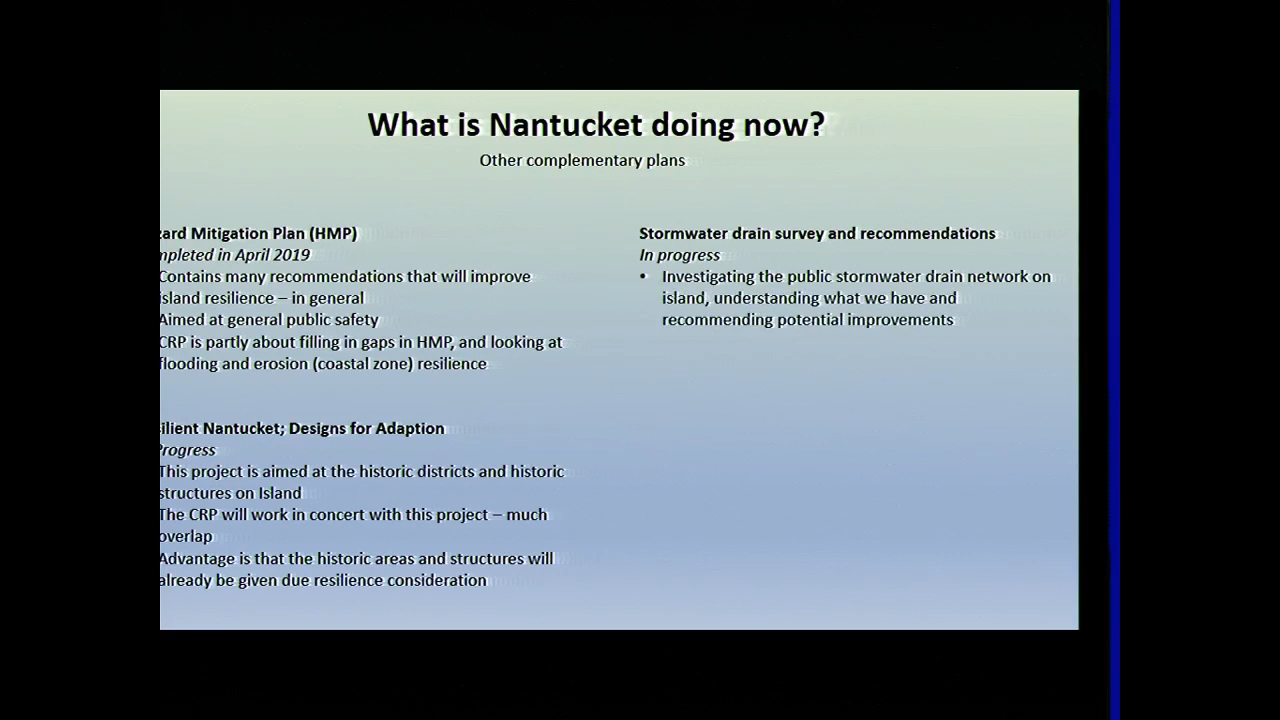 What is Nantucket doing now?
Other complementary plans
zard Mitigation Plan (HMP)
mpleted in April 2019
Contains many recommendations that will improve
island resilience – in general
Aimed at general public safety
CRP is partly about filling in gaps in HMP, and looking at
flooding and erosion (coastal zone) resilience
silient Nantucket; Designs for Adaption
Progress
This project is aimed at the historic districts and historic
structures on Island
The CRP will work in concert with this project – much
overlap
Advantage is that the historic areas and structures will
already be given due resilience consideration
Stormwater drain survey and recommendations
In progress
• Investigating the public stormwater drain network on
island, understanding what we have and
recommending potential improvements